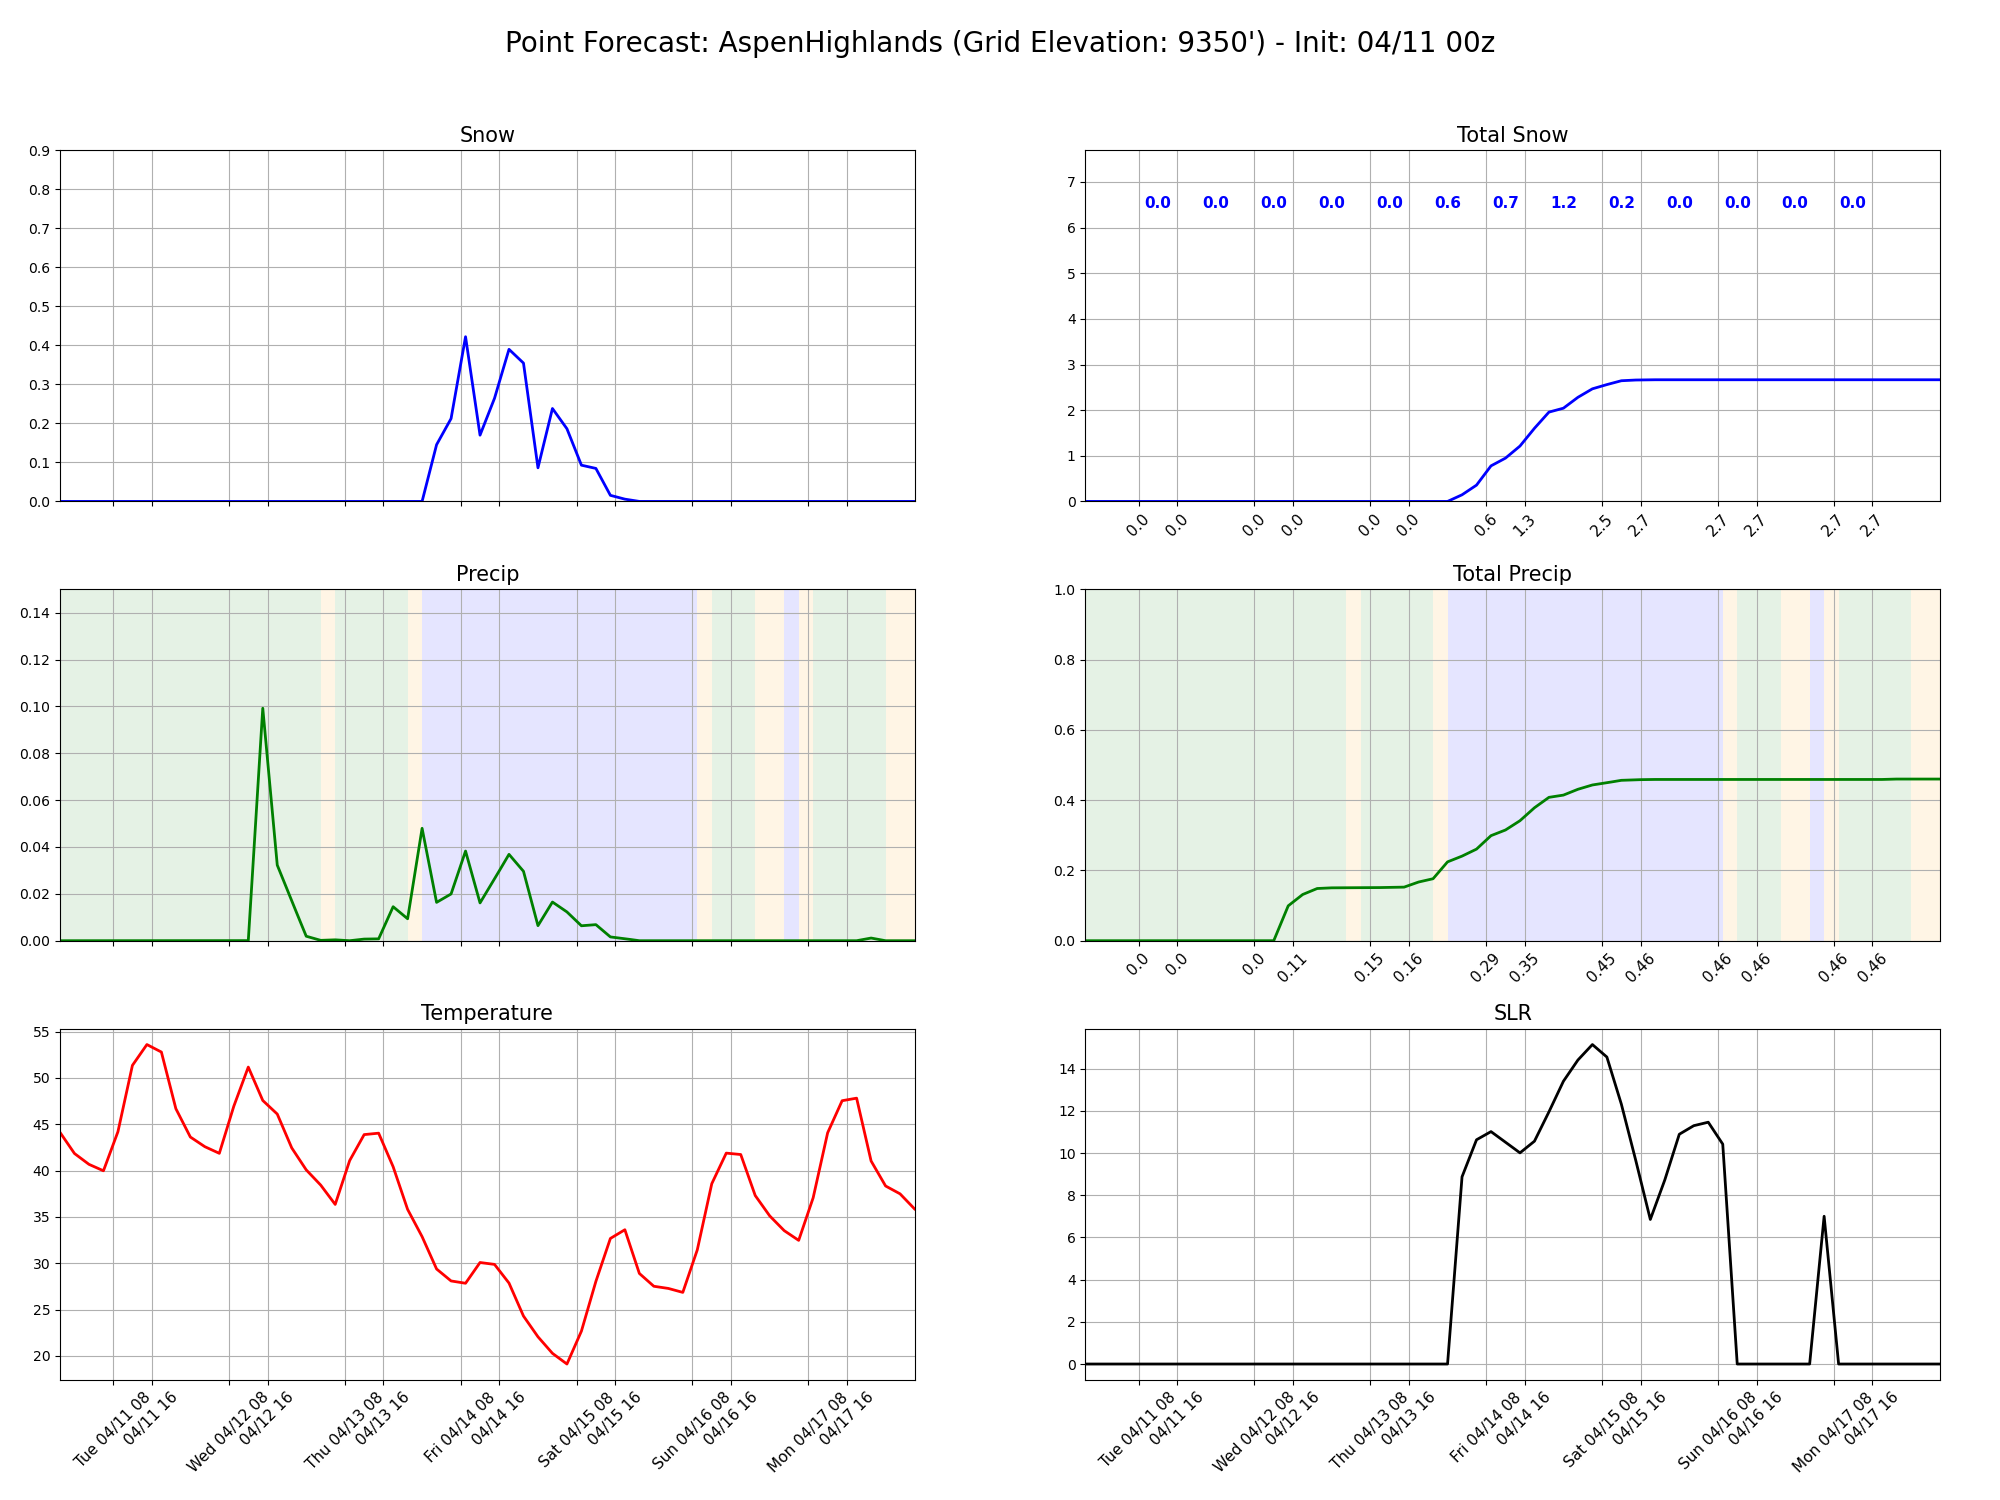 Point Forecast: AspenHighlands (Grid Elevation: 9350') - Init: 04/11 00z
Snow
0.9
0.8
0.7
0.6
0.5
0.4
0.3
0.2
0.1
0.0
Total Snow
7
6
5
4
3
2
1
0
0.0 0.0 0.0 0.0 0.0 0.6 0.7 1.2 0.2 0.0 0.0 0.0 0.0
0.0 0.0 0.0 0.0 0.0 0.0 0.6 1.3 2.5 2.7 2.7 2.7 2.7 2.7
Precip
0.14
0.12
0.10
0.08
0.06
0.04
0.02
0.00
Total Precip
1.0
0.8
0.6
0.4
0.2
0.0
0.0 0.0 0.0 0.11 0.15 0.16 0.29 0.35 0.45 0.46 0.46 0.46 0.46 0.46
Temperature
55
50
45
40
35
30
25
20
Tue 04/11 08
04/11 16
Wed 04/12 08
04/12 16
Thu 04/13 08
04/13 16
Fri 04/14 08
04/14 16
Sat 04/15 08
04/15 16
Sun 04/16 08
04/16 16
Mon 04/17 08
04/17 16
SLR
14
12
10
8
6
4
2
0
Tue 04/11 08
04/11 16
Wed 04/12 08
04/12 16
Thu 04/13 08
04/13 16
Fri 04/14 08
04/14 16
Sat 04/15 08
04/15 16
Sun 04/16 08
04/16 16
Mon 04/17 08
04/17 16